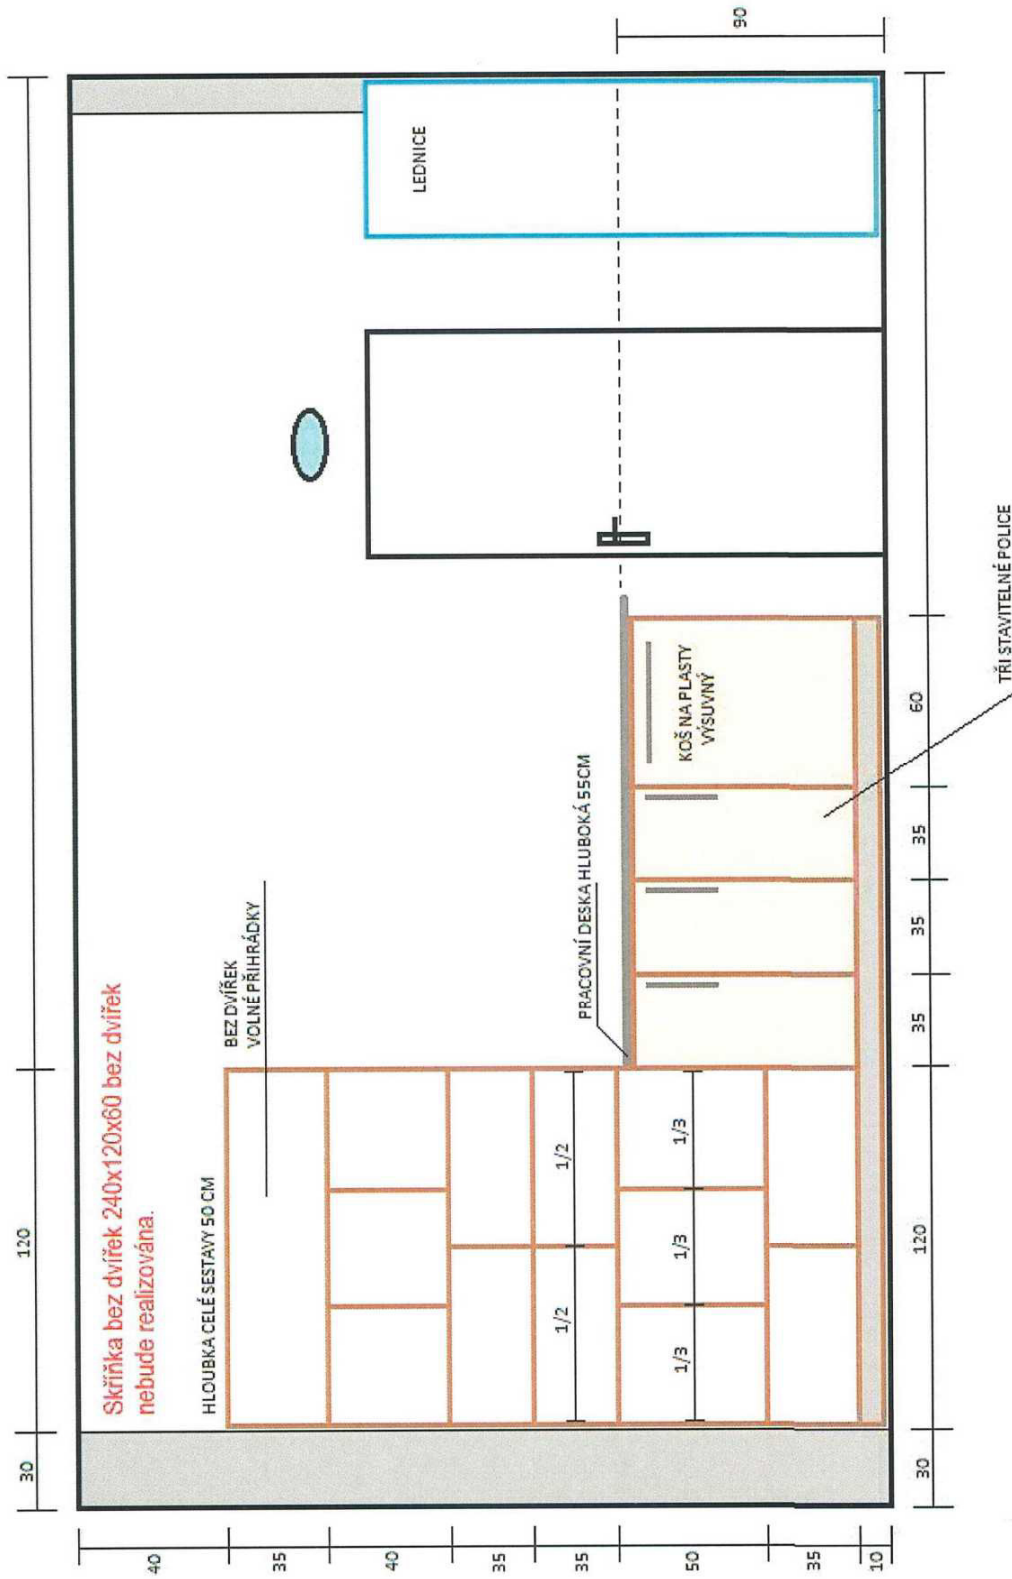 30
120
Skříňka bez dvířek 240x120x60 bez dvířek
nebude realizována.
HLOUBKA CELÉ SESTAVY 50 CM
BEZ DVÍŘEK
VOLNÉ PŘIHRÁDKY
LEDNICE
PRACOVNÍ DESKA HLUBOKÁ 55CM
KOŠ NA PLASTY
VÝSUVNÝ
1/2
1/2
1/3
1/3
1/3
40
35
40
35
35
50
35
10
90
30
120
35
35
35
60
TŘI STAVITELNÉ POLICE